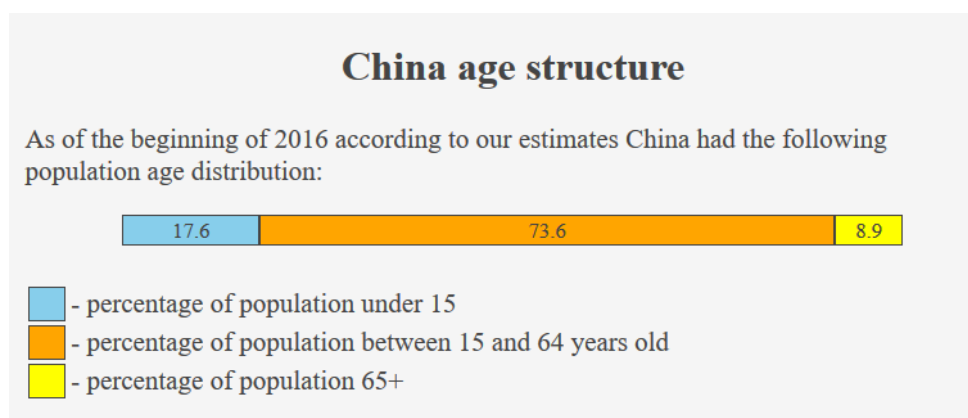 China age structure
As of the beginning of 2016 according to our estimates China had the following
population age distribution:
17.6 73.6 8.9
- percentage of population under 15
- percentage of population between 15 and 64 years old
- percentage of population 65+